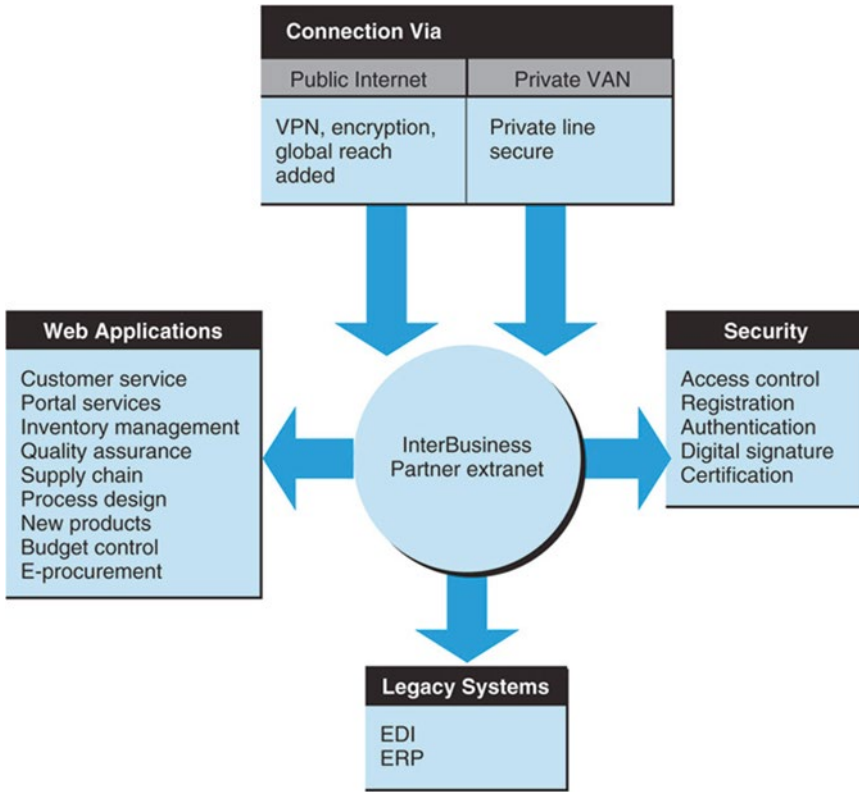 Connection Via
Public Internet
Private VAN
VPN, encryption,
global reach
added
Private line
secure
Web Applications
Customer service
Portal services
Inventory management
Quality assurance
Supply chain
Process design
New products
Budget control
E-procurement
InterBusiness
Partner extranet
Security
Access control
Registration
Authentication
Digital signature
Certification
Legacy Systems
EDI
ERP